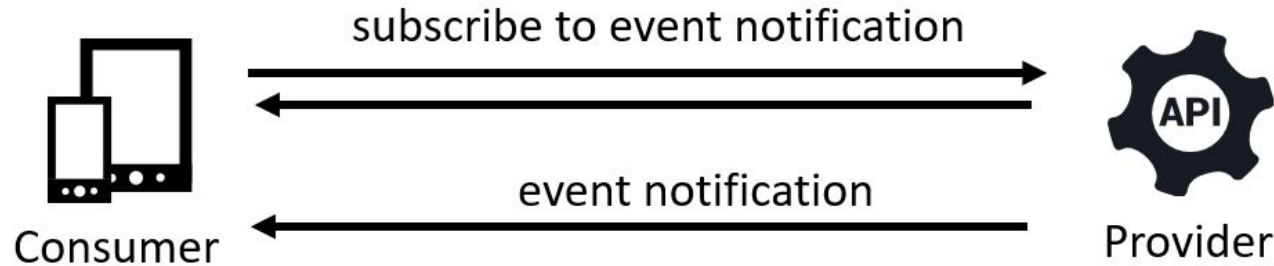 subscribe to event notification
API
event notification
Consumer
Provider